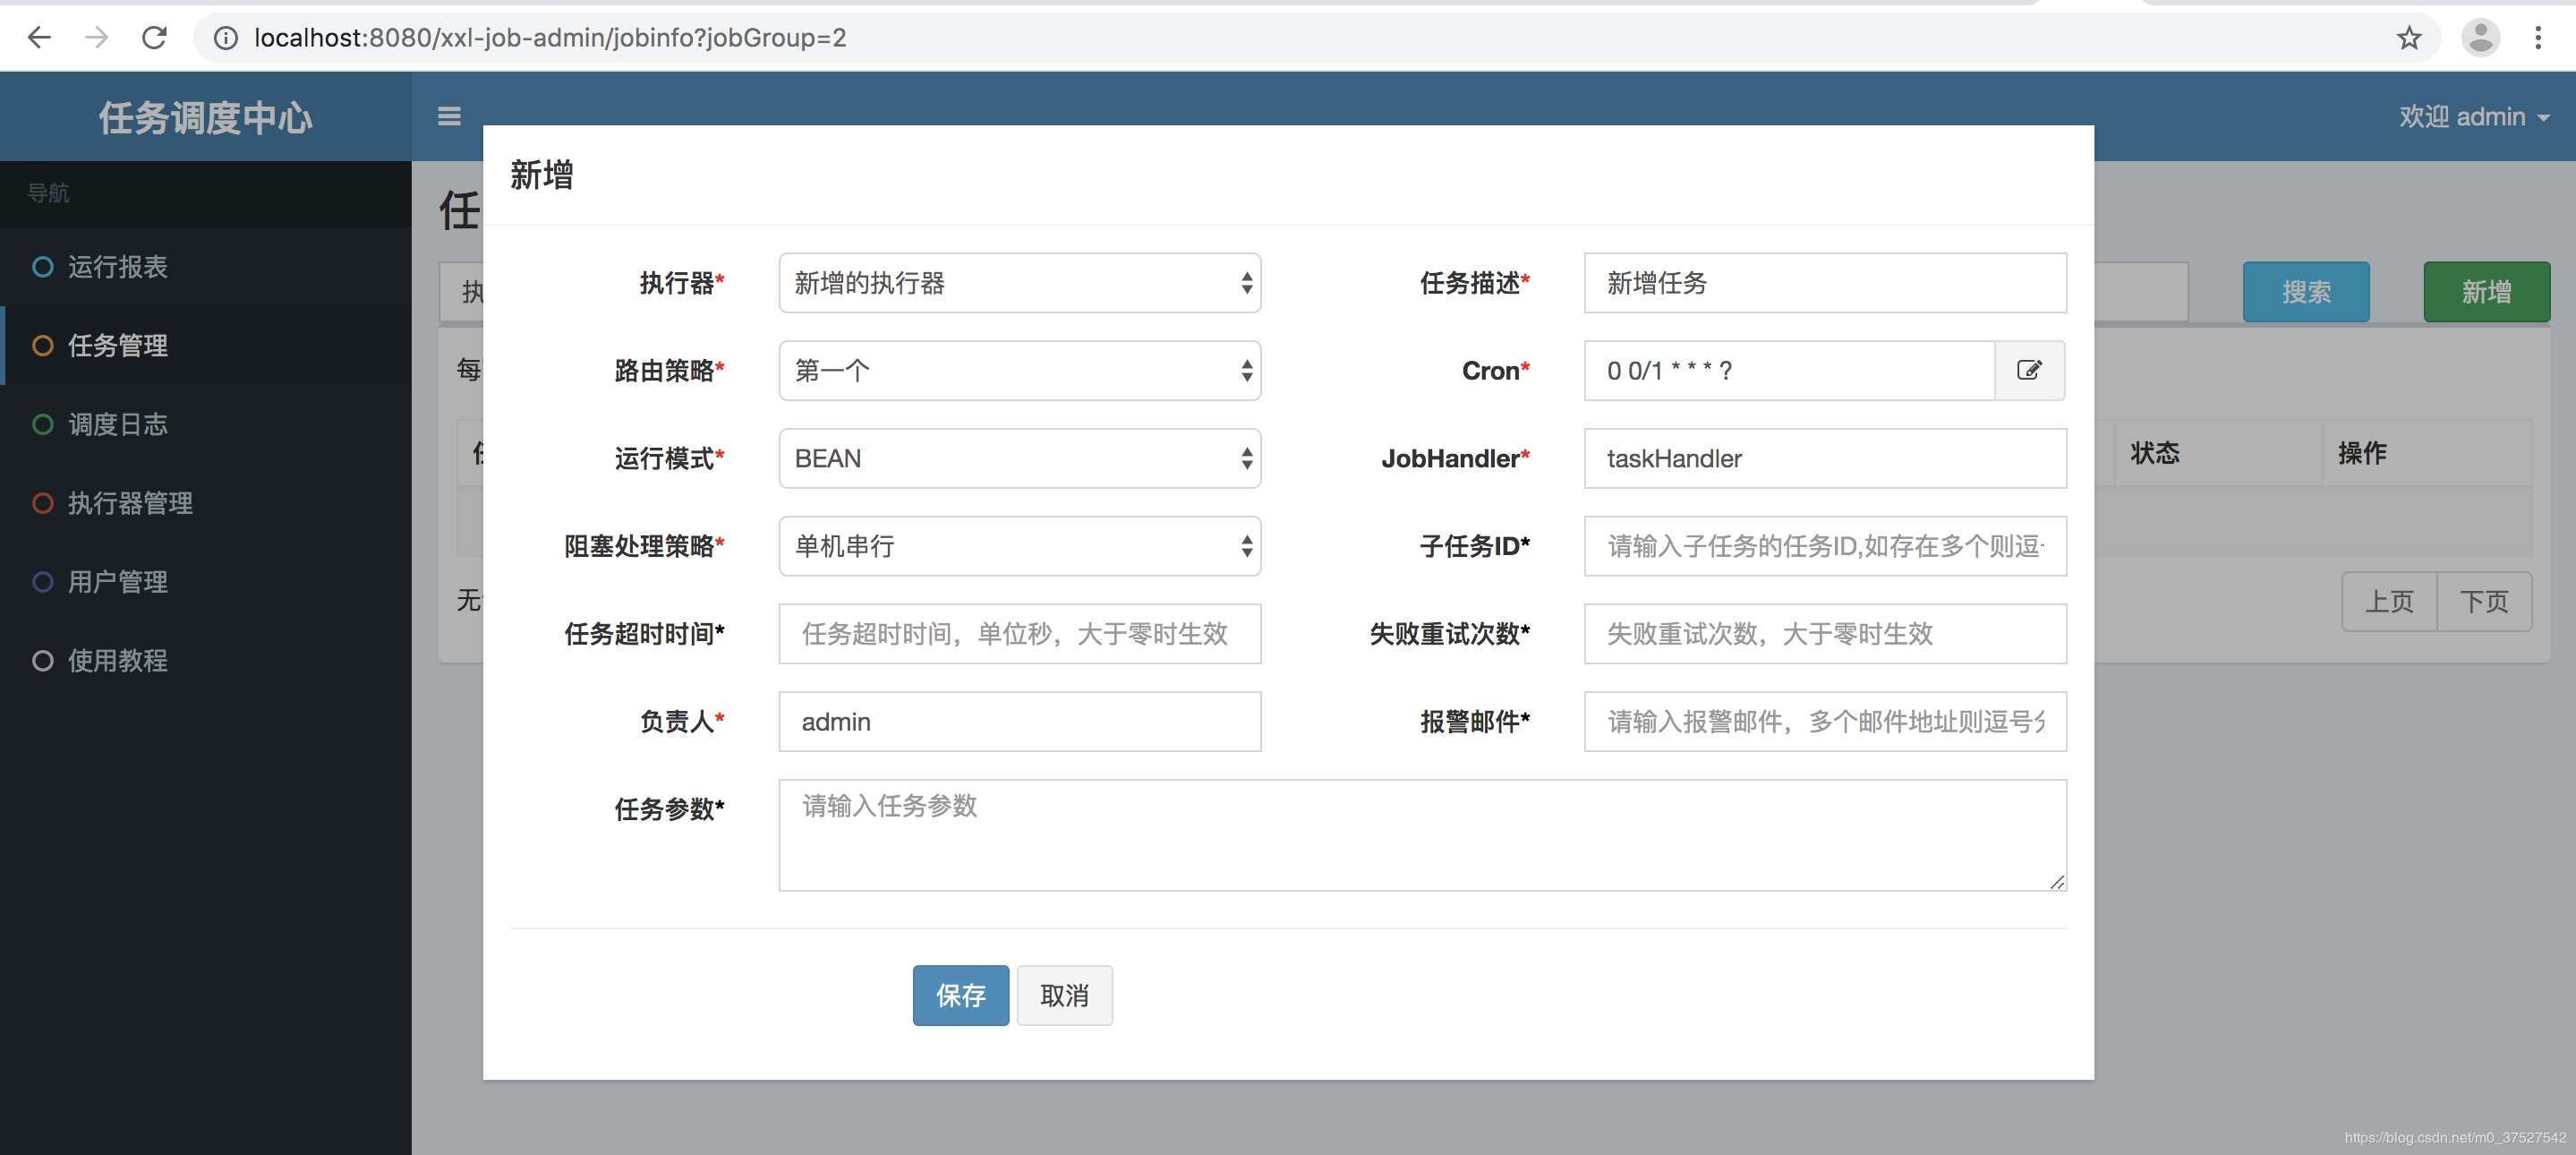 localhost:8080/xxl-job-admin/jobinfo?jobGroup=2
任务调度中心
欢迎 admin
导航
运行报表
任务管理
调度日志
执行器管理
用户管理
使用教程
任
搜索
新增
每
状态
操作
无
上页
下页
新增
执行器* 新增的执行器
任务描述* 新增任务
路由策略* 第一个
Cron* 0 0/1 * * * ?
运行模式* BEAN
JobHandler* taskHandler
阻塞处理策略* 单机串行
子任务ID* 请输入子任务的任务ID,如存在多个则逗
任务超时时间* 任务超时时间，单位秒，大于零时生效
失败重试次数* 失败重试次数，大于零时生效
负责人* admin
报警邮件* 请输入报警邮件，多个邮件地址则逗号分
任务参数* 请输入任务参数
保存
取消
https://blog.csdn.net/m0_37527542